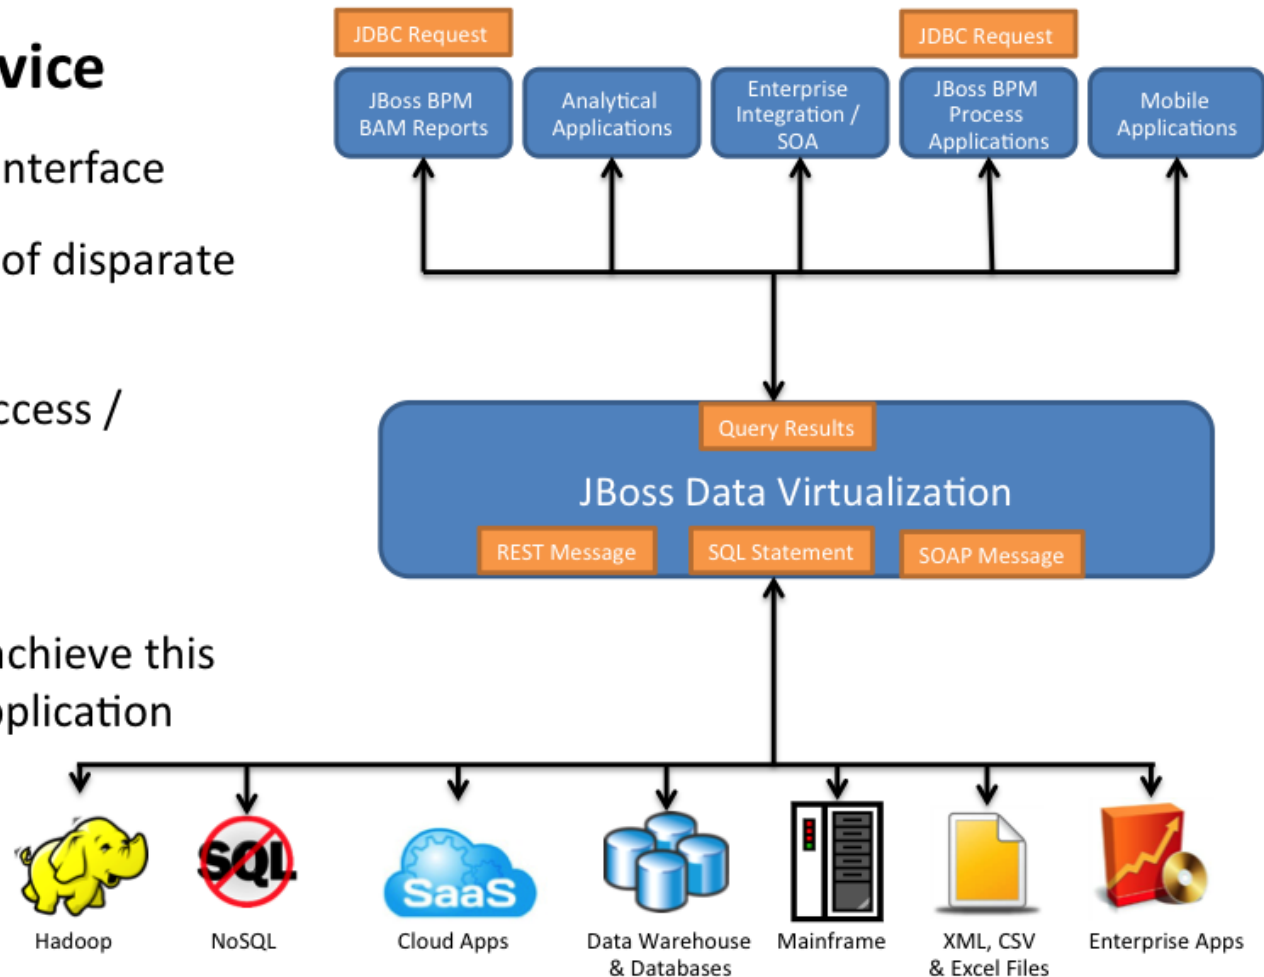 vice
nterface
of disparate
ccess /
achieve this
plication
JDBC Request
JDBC Request
JBoss BPM
BAM Reports
Analytical
Applications
Enterprise
Integration /
SOA
JBoss BPM
Process
Applications
Mobile
Applications
Query Results
JBoss Data Virtualization
REST Message
SQL Statement
SOAP Message
SQL
SaaS
Hadoop
NoSQL
Cloud Apps
Data Warehouse
& Databases
Mainframe
XML, CSV
& Excel Files
Enterprise Apps